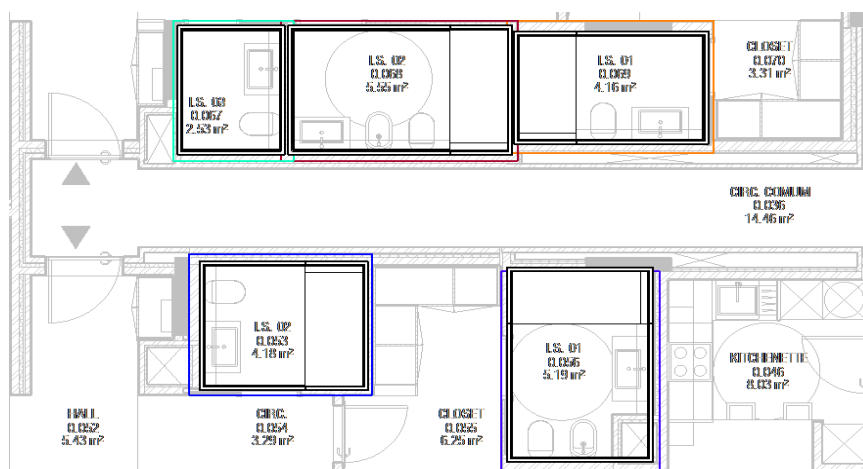 I.S. 03
0.067
2.53 m²
I.S. 02
0.068
5.55 m²
I.S. 01
0.069
4.16 m²
CLOSET
0.070
3.31 m²
CIRC. COMUM
0.036
14.46 m²
I.S. 02
0.053
4.18 m²
I.S. 01
0.056
5.19 m²
KITCHENETTE
0.046
8.03 m²
HALL
0.052
5.43 m²
CIRC.
0.054
3.29 m²
CLOSET
0.055
6.25 m²